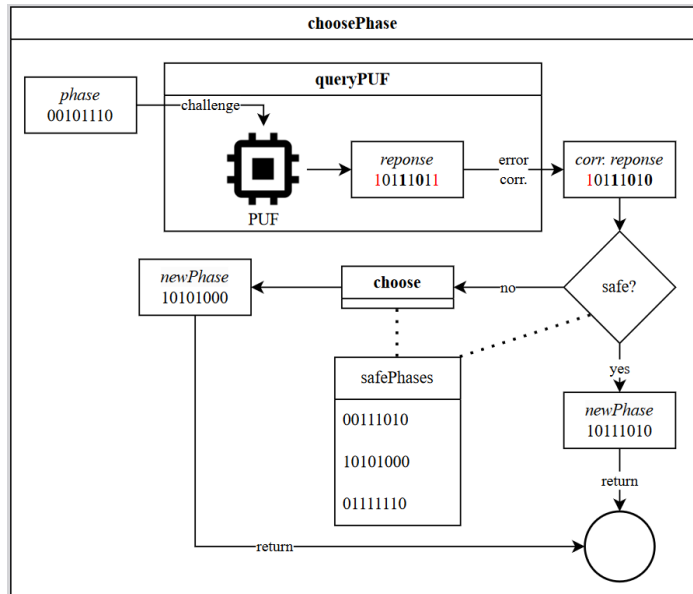 choosePhase
queryPUF
phase
00101110
challenge
PUF
reponse
10111011
error
corr.
corr. reponse
10111010
safe?
no
choose
newPhase
10101000
safePhases
00111010
10101000
01111110
yes
newPhase
10111010
return
return